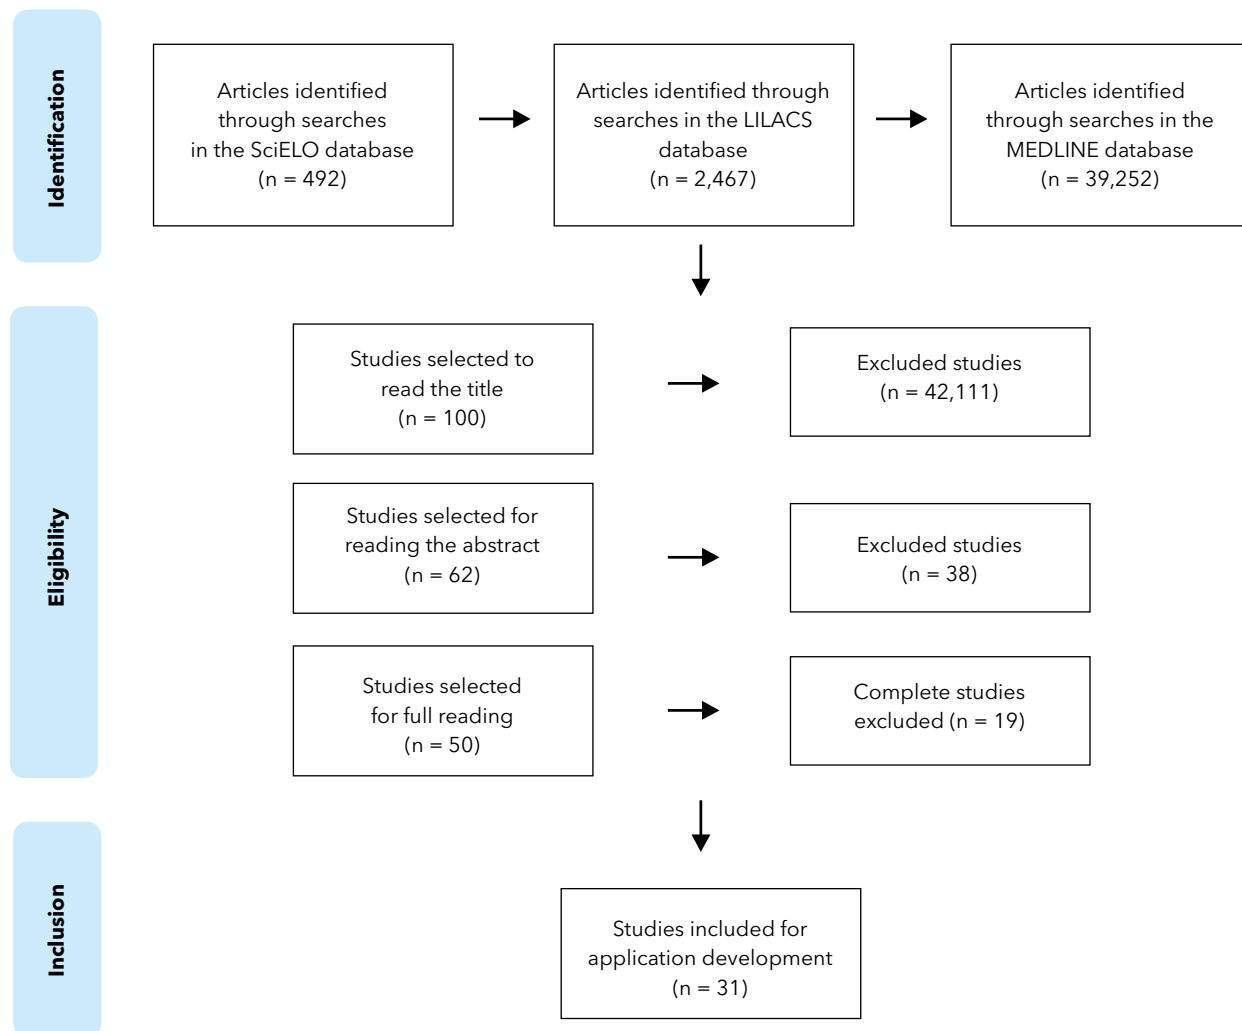 Identification
Articles identified
through searches
in the SciELO database
(n = 492)
Articles identified through
searches in the LILACS
database
(n = 2,467)
Articles identified
through searches in the
MEDLINE database
(n = 39,252)
Eligibility
Studies selected to
read the title
(n = 100)
Excluded studies
(n = 42,111)
Studies selected for
reading the abstract
(n = 62)
Excluded studies
(n = 38)
Studies selected
for full reading
(n = 50)
Complete studies
excluded (n = 19)
Inclusion
Studies included for
application development
(n = 31)